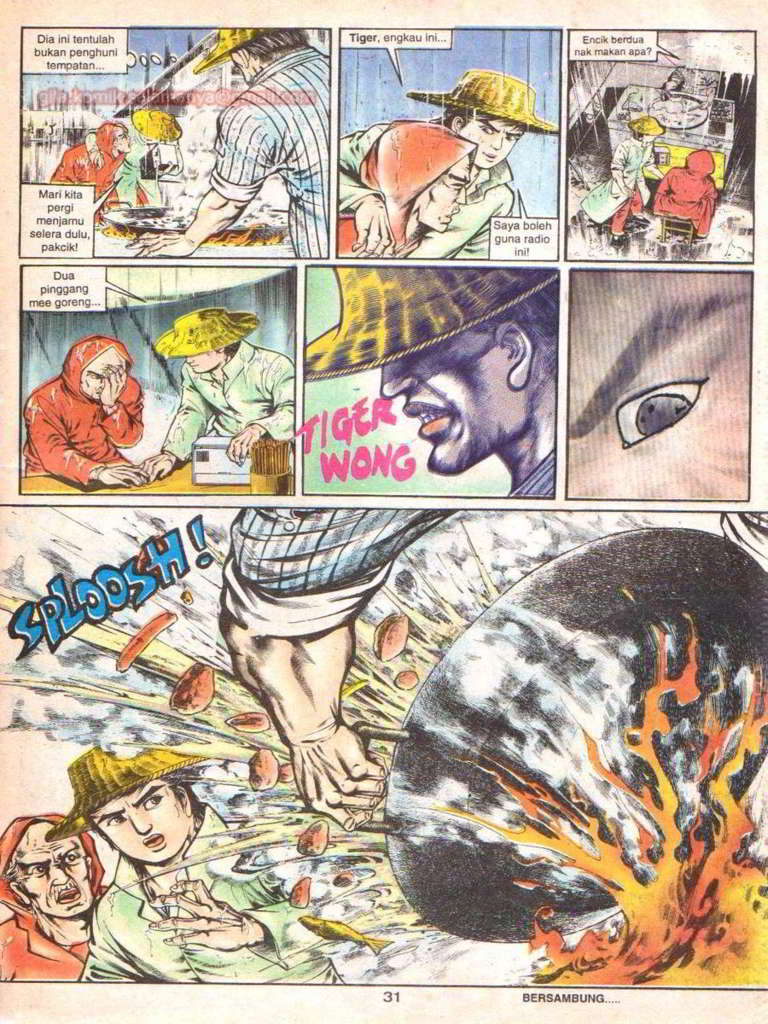 Dia ini tentulah
bukan penghuni
tempatan...
Mari kita
pergi
menjamu
selera dulu,
pakcik!
Tiger, engkau ini...
Saya boleh
guna radio
ini!
Encik berdua
nak makan apa?
Dua
pinggang
mee goreng...
TIGER
WONG
SPLOOSH!
31
BERSAMBUNG.....